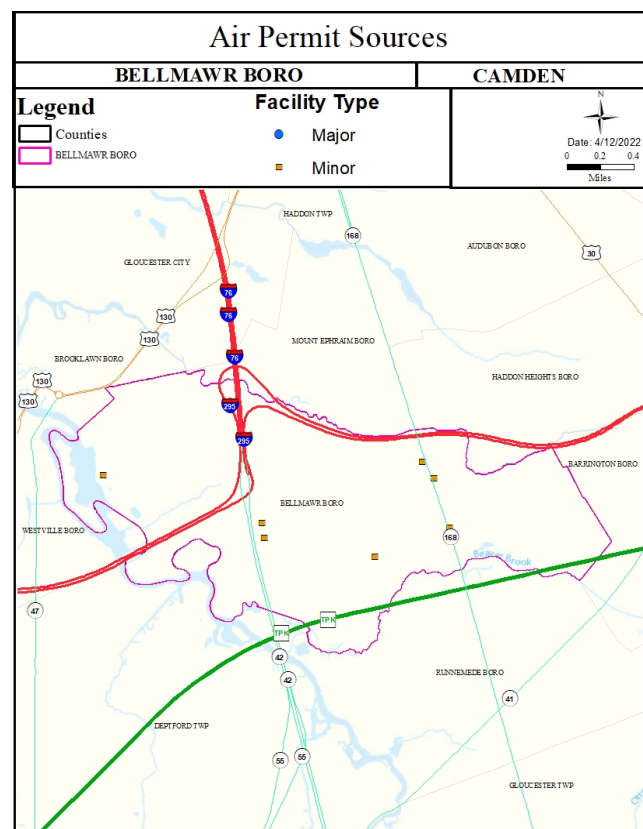 Air Permit Sources
BELLMAWR BORO
CAMDEN
Legend
Counties
BELLMAWR BORO
Facility Type
Major
Minor
N
Date: 4/12/2022
0 0.2 0.4
Miles
HADDON TWP
168
AUDUBON BORO
30
GLOUCESTER CITY
76
76
130
130
MOUNT EPHRAIM BORO
76
BROOKLAWN BORO
HADDON HEIGHTS BORO
130
130
295
295
BARRINGTON BORO
BELLMAWR BORO
WESTVILLE BORO
168
Brook
47
TPK
TPK
42
42
RUNNEMEDE BORO
41
DEPTFORD TWP
55
55
GLOUCESTER TWP